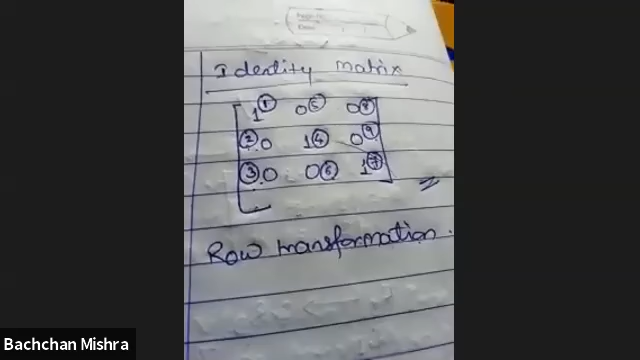 Identity matrix
1① 0⑤ 0⑧
②0 1④ 0⑨
③0 0⑥ 1⑦
Row transformation.
Bachchan Mishra